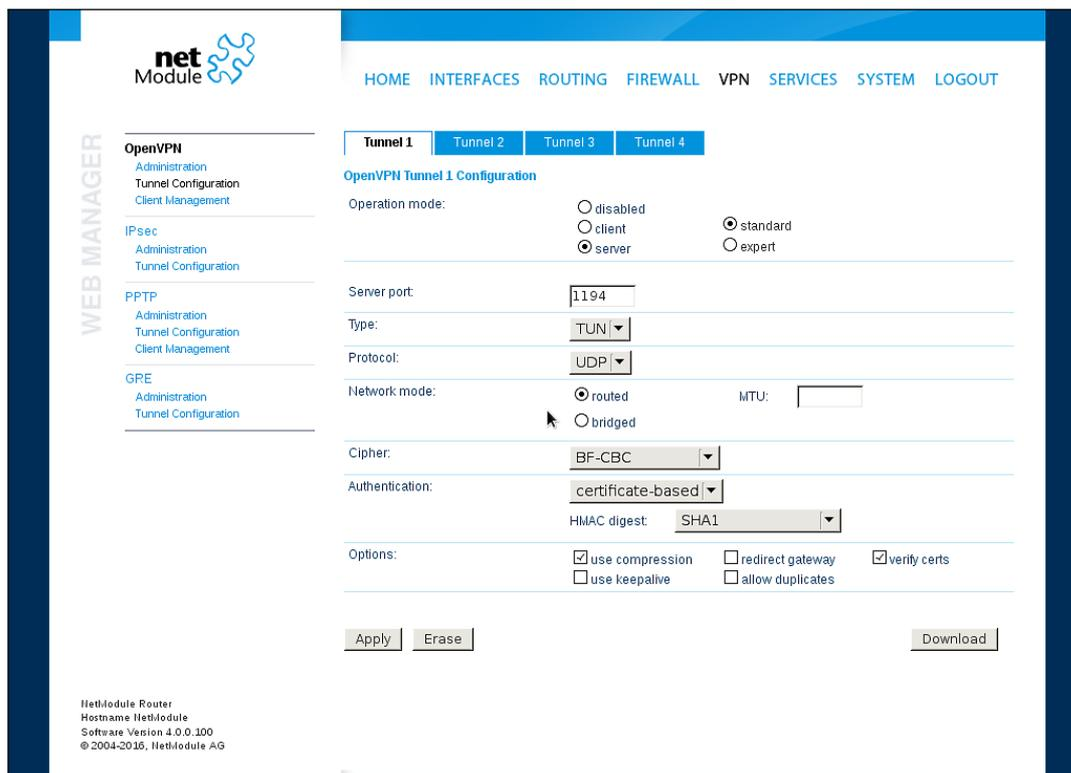 net
Module
HOME INTERFACES ROUTING FIREWALL VPN SERVICES SYSTEM LOGOUT
WEB MANAGER
OpenVPN
Administration
Tunnel Configuration
Client Management
IPsec
Administration
Tunnel Configuration
PPTP
Administration
Tunnel Configuration
Client Management
GRE
Administration
Tunnel Configuration
Tunnel 1 Tunnel 2 Tunnel 3 Tunnel 4
OpenVPN Tunnel 1 Configuration
Operation mode:
disabled
client
server
standard
expert
Server port: 1194
Type: TUN
Protocol: UDP
Network mode: routed MTU:
bridged
Cipher: BF-CBC
Authentication: certificate-based
HMAC digest: SHA1
Options: use compression redirect gateway verify certs
use keepalive allow duplicates
Apply Erase Download
NetModule Router
Hostname NetModule
Software Version 4.0.0.100
© 2004-2016, NetModule AG